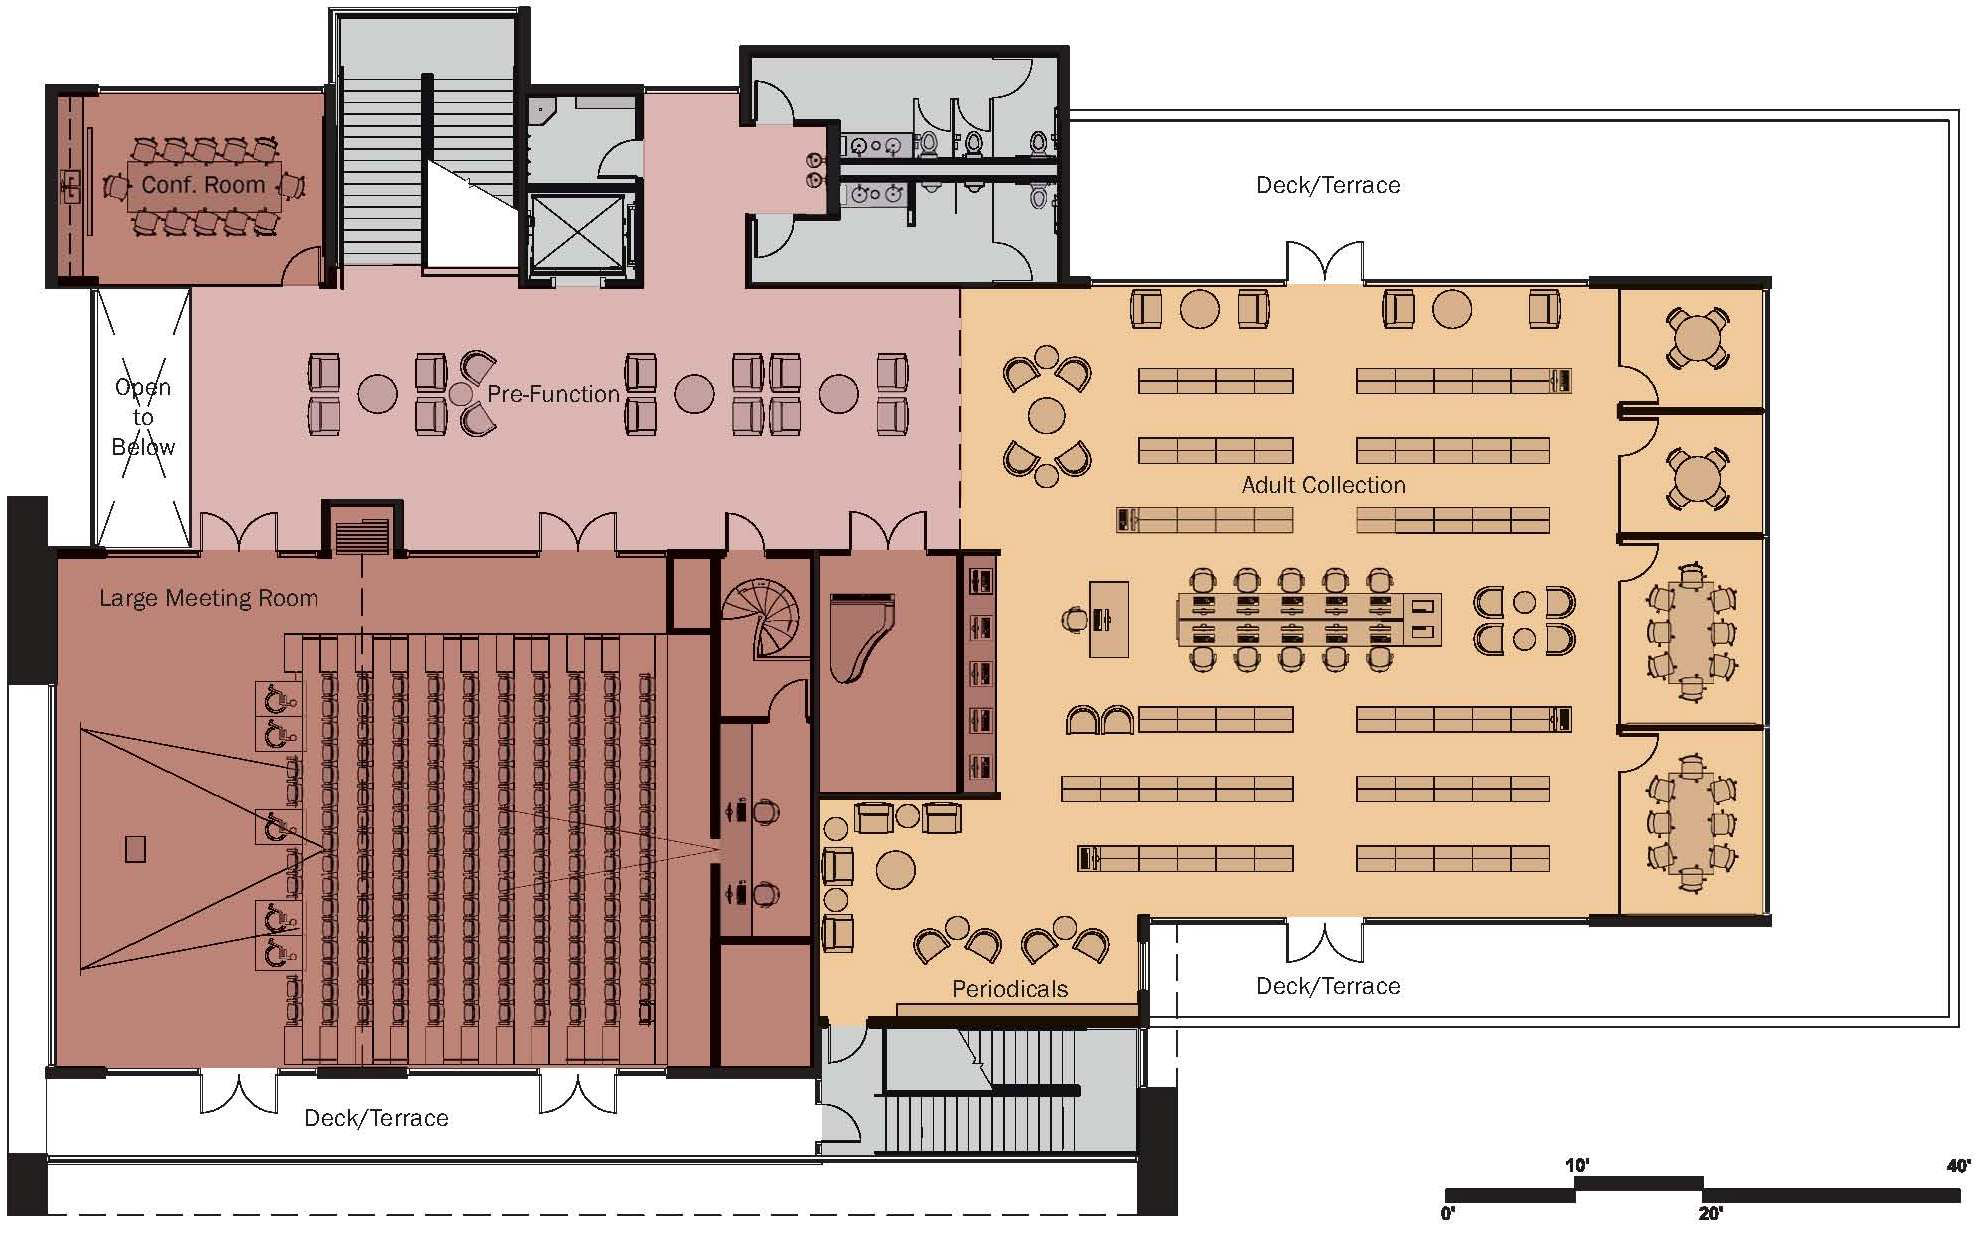 Conf. Room
Deck/Terrace
Open
to
Below
Pre-Function
Adult Collection
Large Meeting Room
Periodicals
Deck/Terrace
Deck/Terrace
10'
40'
0'
20'